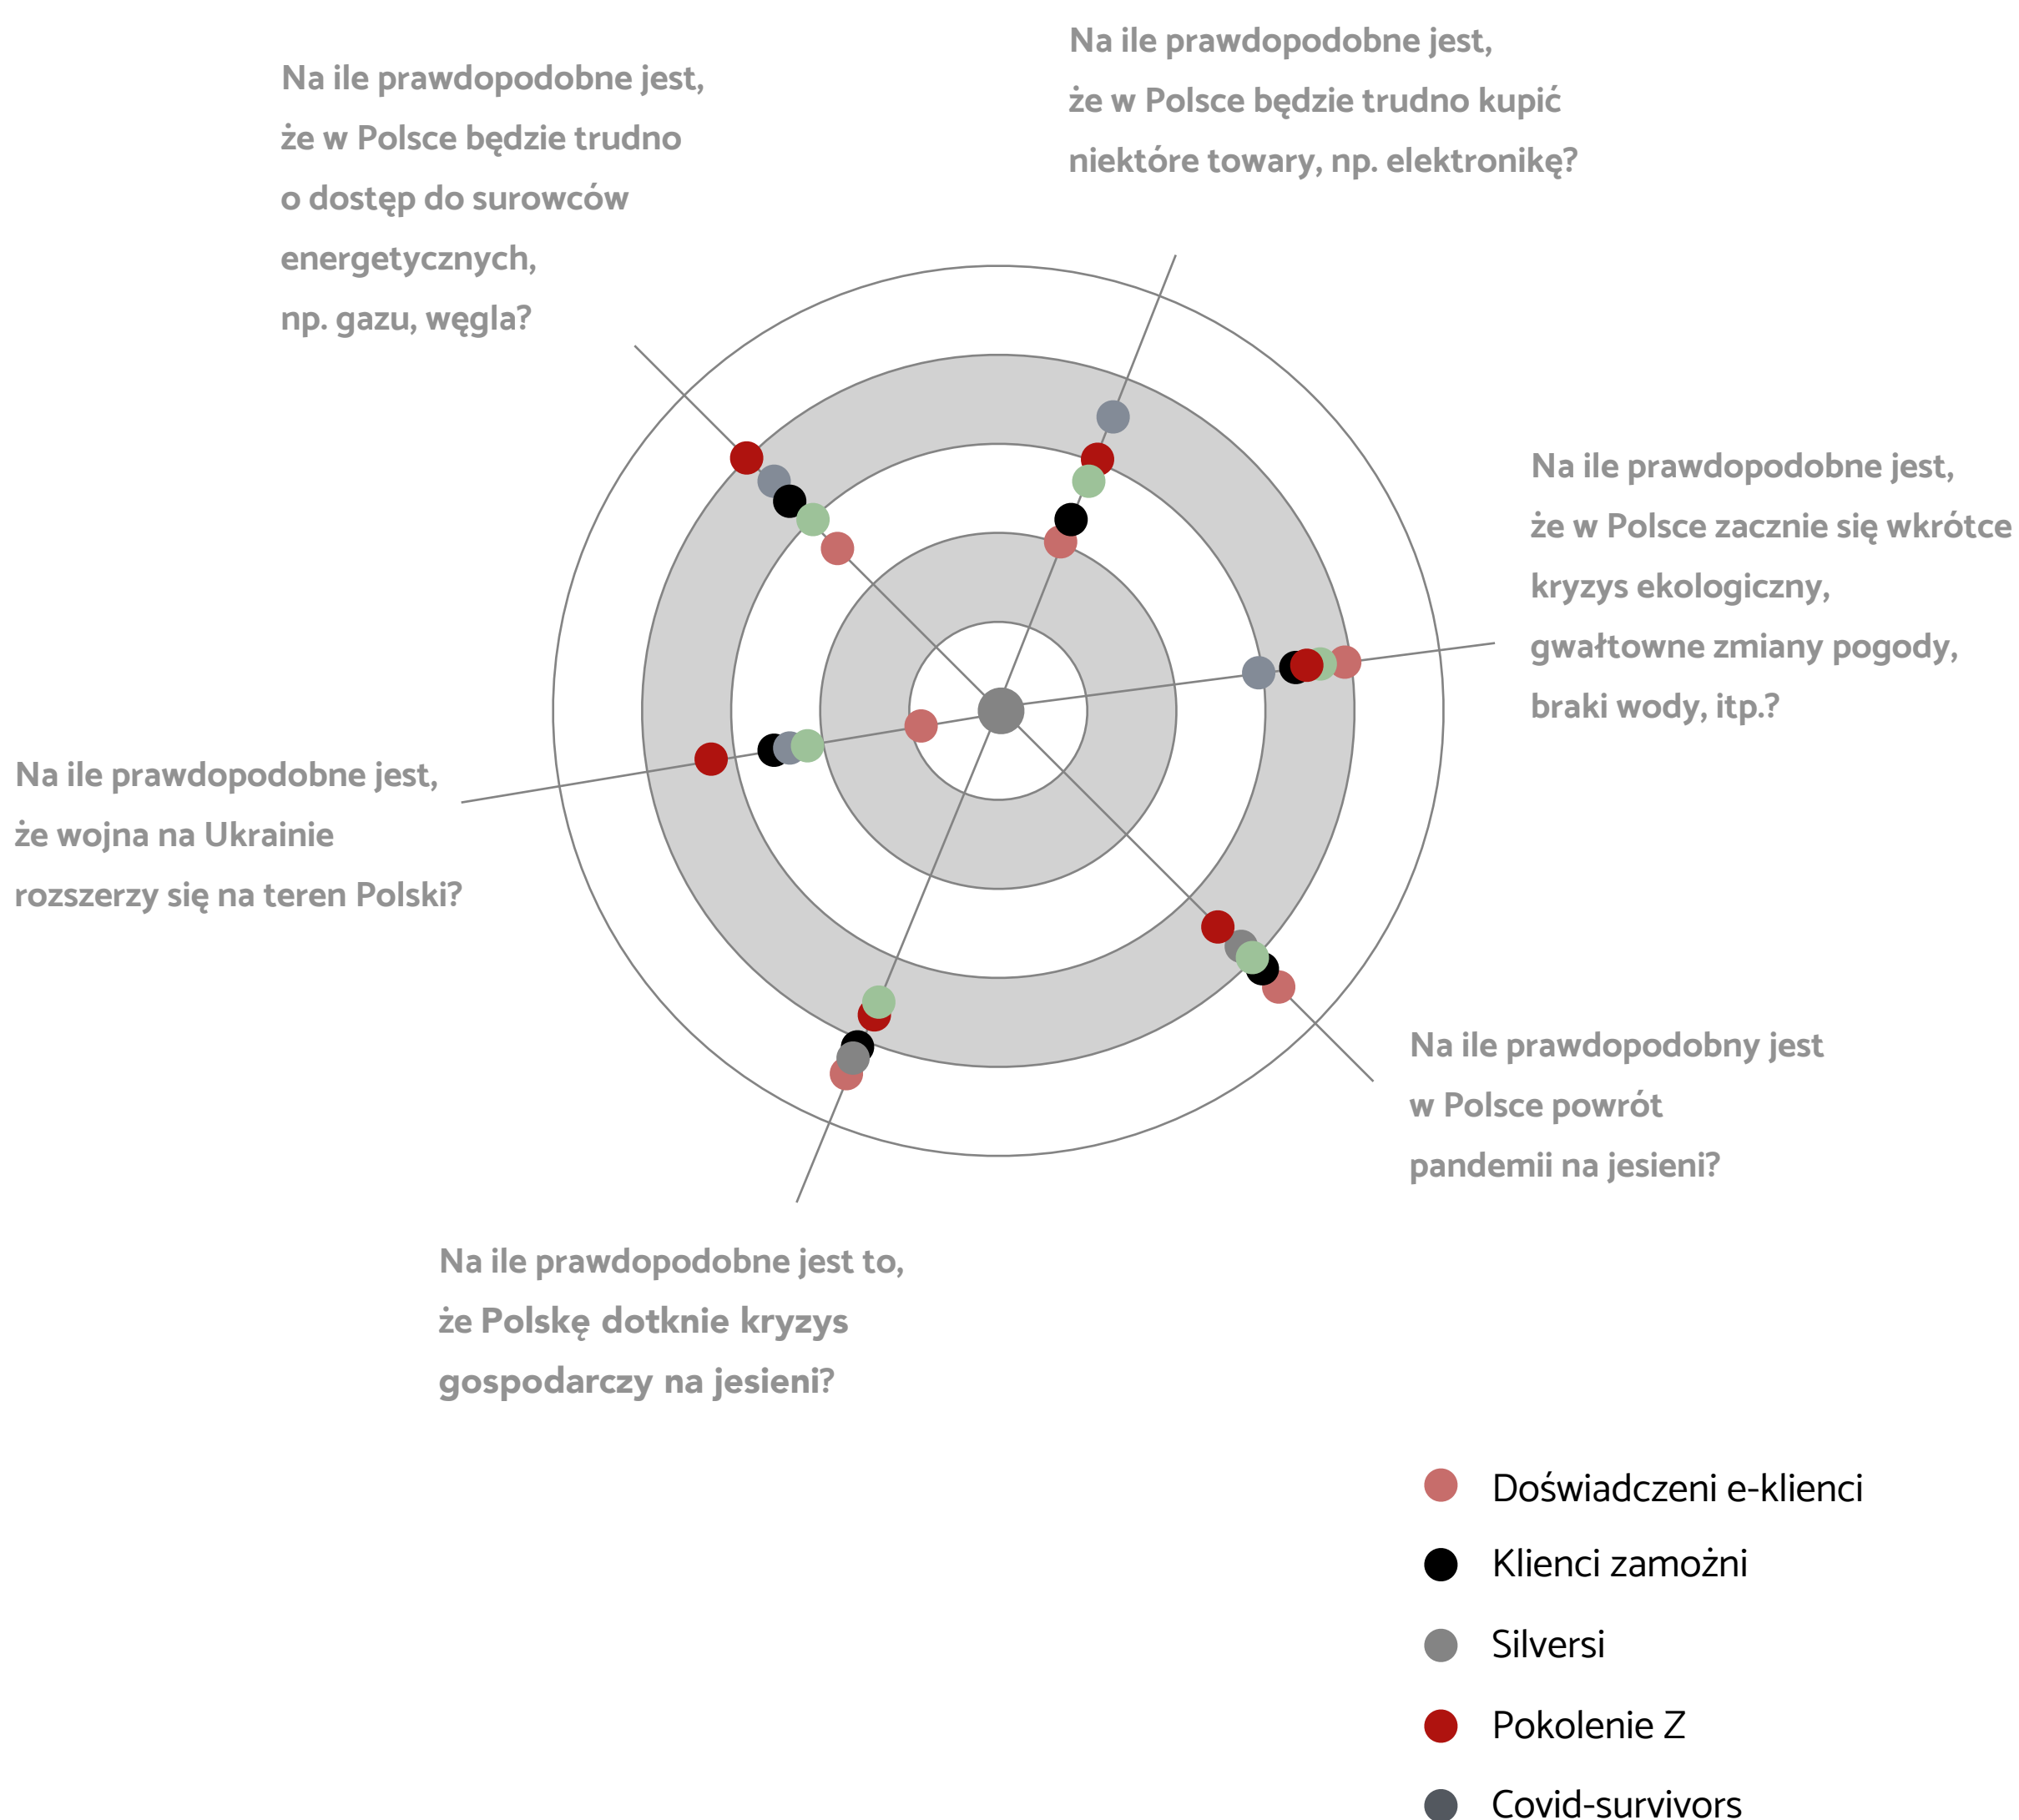 Na ile prawdopodobne jest,
że w Polsce będzie trudno kupić
niektóre towary, np. elektronikę?
Na ile prawdopodobne jest,
że w Polsce będzie trudno
o dostęp do surowców
energetycznych,
np. gazu, węgla?
Na ile prawdopodobne jest,
że w Polsce zacznie się wkrótce
kryzys ekologiczny,
gwałtowne zmiany pogody,
braki wody, itp.?
Na ile prawdopodobne jest,
że wojna na Ukrainie
rozszerzy się na teren Polski?
Na ile prawdopodobny jest
w Polsce powrót
pandemii na jesieni?
Na ile prawdopodobne jest to,
że Polskę dotknie kryzys
gospodarczy na jesieni?
Doświadczeni e-klienci
Klienci zamożni
Silversi
Pokolenie Z
Covid-survivors